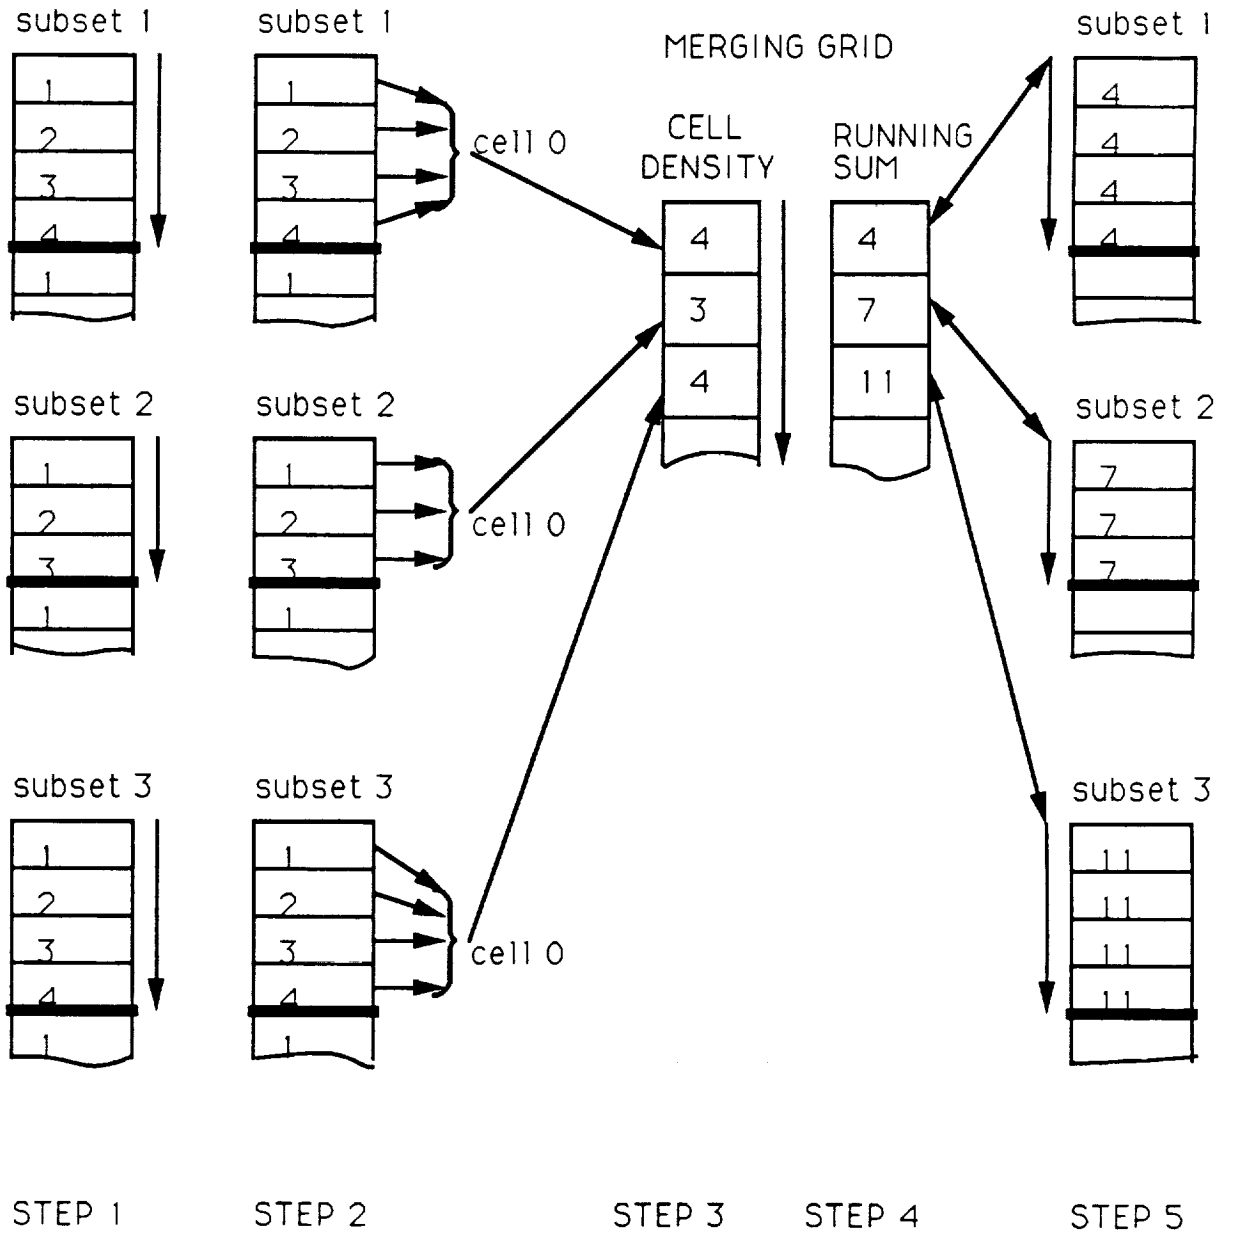 subset 1
subset 1
MERGING GRID
subset 1
1
2
3
4
1
1
2
3
4
1
cell 0
CELL DENSITY
RUNNING SUM
4
3
4
4
7
11
4
4
4
4
subset 2
subset 2
subset 2
1
2
3
1
1
2
3
1
cell 0
7
7
7
subset 3
subset 3
subset 3
1
2
3
4
1
1
2
3
4
1
cell 0
11
11
11
11
STEP 1
STEP 2
STEP 3
STEP 4
STEP 5